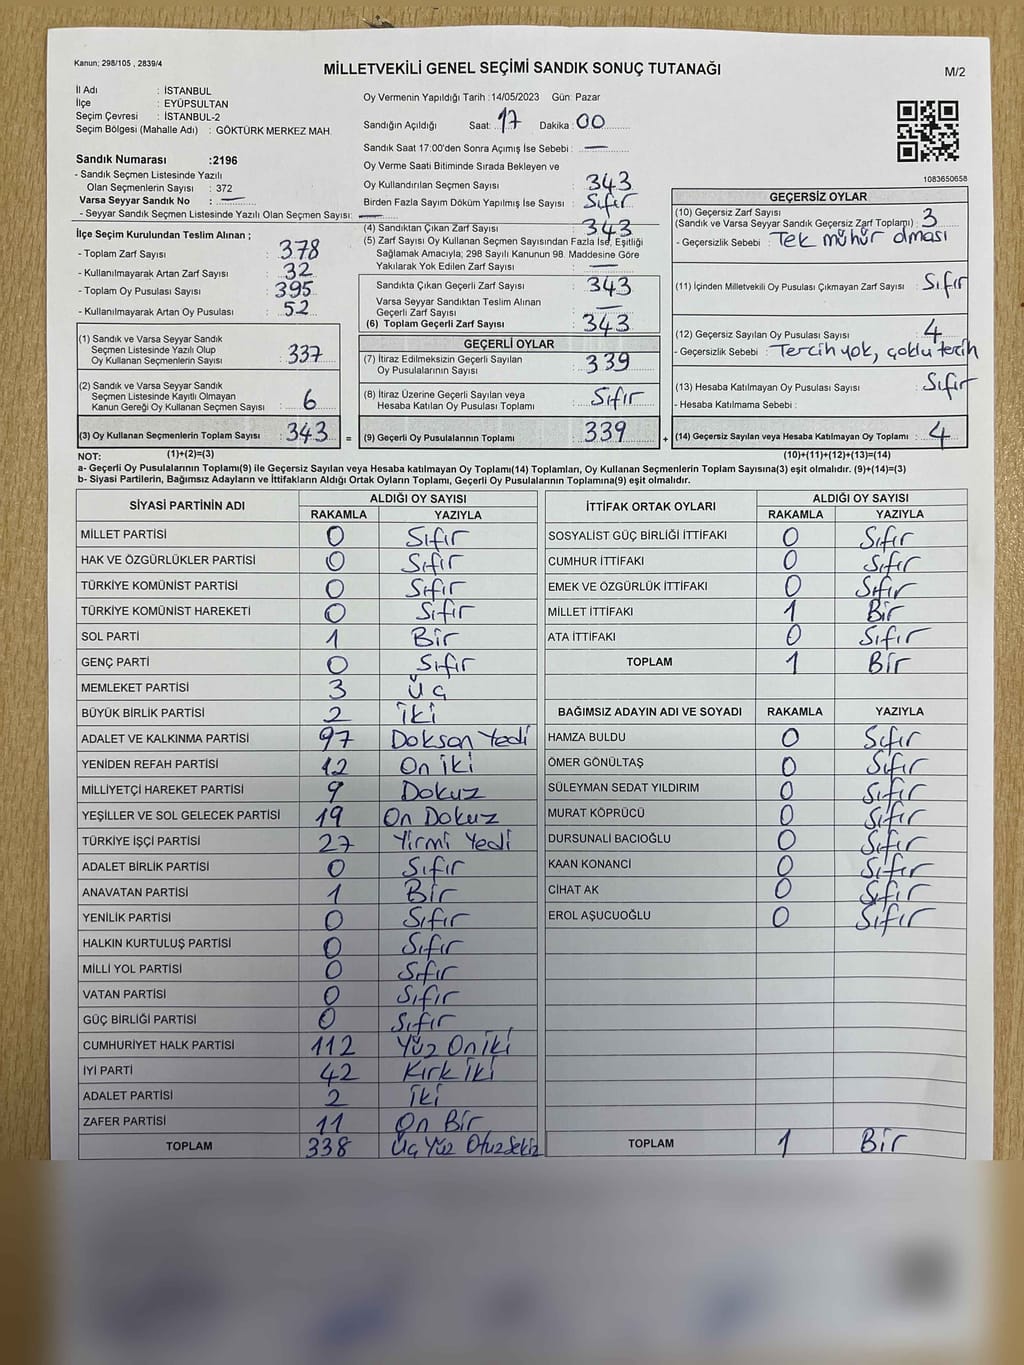 Kanun; 298/105 , 2839/4
MİLLETVEKİLİ GENEL SEÇİMİ SANDIK SONUÇ TUTANAĞI
M/2
İl Adı : İSTANBUL
İlçe : EYÜPSULTAN
Seçim Çevresi : İSTANBUL-2
Seçim Bölgesi (Mahalle Adı) : GÖKTÜRK MERKEZ MAH.
Sandık Numarası :2196
- Sandık Seçmen Listesinde Yazılı
Olan Seçmenlerin Sayısı : 372
Varsa Seyyar Sandık No : —
- Seyyar Sandık Seçmen Listesinde Yazılı Olan Seçmen Sayısı: —
İlçe Seçim Kurulundan Teslim Alınan ;
- Toplam Zarf Sayısı : 378
- Kullanılmayarak Artan Zarf Sayısı : 32
- Toplam Oy Pusulası Sayısı : 395
- Kullanılmayarak Artan Oy Pusulası : 52
(1) Sandık ve Varsa Seyyar Sandık
Seçmen Listesinde Yazılı Olup
Oy Kullanan Seçmenlerin Sayısı : 337
(2) Sandık ve Varsa Seyyar Sandık
Seçmen Listesinde Kayıtlı Olmayan
Kanun Gereği Oy Kullanan Seçmen Sayısı : 6
(3) Oy Kullanan Seçmenlerin Toplam Sayısı : 343 =
Oy Vermenin Yapıldığı Tarih :14/05/2023 Gün: Pazar
Sandığın Açıldığı Saat: 17 Dakika : 00
Sandık Saat 17:00'den Sonra Açımış İse Sebebi : —
Oy Verme Saati Bitiminde Sırada Bekleyen ve
Oy Kullandırılan Seçmen Sayısı : 343
Birden Fazla Sayım Döküm Yapılmış İse Sayısı : Sıfır
(4) Sandıktan Çıkan Zarf Sayısı : 343
(5) Zarf Sayısı Oy Kullanan Seçmen Sayısından Fazla İse, Eşitliği
Sağlamak Amacıyla; 298 Sayılı Kanunun 98. Maddesine Göre
Yakılarak Yok Edilen Zarf Sayısı : —
Sandıkta Çıkan Geçerli Zarf Sayısı : 343
Varsa Seyyar Sandıktan Teslim Alınan
Geçerli Zarf Sayısı : —
(6) Toplam Geçerli Zarf Sayısı : 343
GEÇERLİ OYLAR
(7) İtiraz Edilmeksizin Geçerli Sayılan
Oy Pusulalarının Sayısı : 339
(8) İtiraz Üzerine Geçerli Sayılan veya
Hesaba Katılan Oy Pusulası Toplamı : Sıfır
(9) Geçerli Oy Pusulalarının Toplamı : 339 +
1083650658
GEÇERSİZ OYLAR
(10) Geçersiz Zarf Sayısı
(Sandık ve Varsa Seyyar Sandık Geçersiz Zarf Toplamı) : 3
- Geçersizlik Sebebi : Tek mühür olması
(11) İçinden Milletvekili Oy Pusulası Çıkmayan Zarf Sayısı : Sıfır
(12) Geçersiz Sayılan Oy Pusulası Sayısı : 4
- Geçersizlik Sebebi : Tercih yok, çoklu tercih
(13) Hesaba Katılmayan Oy Pusulası Sayısı : Sıfır
- Hesaba Katılmama Sebebi :
(14) Geçersiz Sayılan veya Hesaba Katılmayan Oy Toplamı : 4
NOT: (1)+(2)=(3) (10)+(11)+(12)+(13)=(14)
a- Geçerli Oy Pusulalarının Toplamı(9) ile Geçersiz Sayılan veya Hesaba katılmayan Oy Toplamı(14) Toplamları, Oy Kullanan Seçmenlerin Toplam Sayısına(3) eşit olmalıdır. (9)+(14)=(3)
b- Siyasi Partilerin, Bağımsız Adayların ve İttifakların Aldığı Ortak Oyların Toplamı, Geçerli Oy Pusulalarının Toplamına(9) eşit olmalıdır.
SİYASİ PARTİNİN ADI ALDIĞI OY SAYISI
RAKAMLA YAZIYLA
MİLLET PARTİSİ 0 Sıfır
HAK VE ÖZGÜRLÜKLER PARTİSİ 0 Sıfır
TÜRKİYE KOMÜNİST PARTİSİ 0 Sıfır
TÜRKİYE KOMÜNİST HAREKETİ 0 Sıfır
SOL PARTİ 1 Bir
GENÇ PARTİ 0 Sıfır
MEMLEKET PARTİSİ 3 Üç
BÜYÜK BİRLİK PARTİSİ 2 İki
ADALET VE KALKINMA PARTİSİ 97 Doksan Yedi
YENİDEN REFAH PARTİSİ 12 On iki
MİLLİYETÇİ HAREKET PARTİSİ 9 Dokuz
YEŞİLLER VE SOL GELECEK PARTİSİ 19 On Dokuz
TÜRKİYE İŞÇİ PARTİSİ 27 Yirmi Yedi
ADALET BİRLİK PARTİSİ 0 Sıfır
ANAVATAN PARTİSİ 1 Bir
YENİLİK PARTİSİ 0 Sıfır
HALKIN KURTULUŞ PARTİSİ 0 Sıfır
MİLLİ YOL PARTİSİ 0 Sıfır
VATAN PARTİSİ 0 Sıfır
GÜÇ BİRLİĞİ PARTİSİ 0 Sıfır
CUMHURİYET HALK PARTİSİ 112 Yüz On iki
İYİ PARTİ 42 Kırk iki
ADALET PARTİSİ 2 iki
ZAFER PARTİSİ 11 On Bir
TOPLAM 338 Üç Yüz Otuz Sekiz
İTTİFAK ORTAK OYLARI ALDIĞI OY SAYISI
RAKAMLA YAZIYLA
SOSYALİST GÜÇ BİRLİĞİ İTTİFAKI 0 Sıfır
CUMHUR İTTİFAKI 0 Sıfır
EMEK VE ÖZGÜRLÜK İTTİFAKI 0 Sıfır
MİLLET İTTİFAKI 1 Bir
ATA İTTİFAKI 0 Sıfır
TOPLAM 1 Bir
BAĞIMSIZ ADAYIN ADI VE SOYADI RAKAMLA YAZIYLA
HAMZA BULDU 0 Sıfır
ÖMER GÖNÜLTAŞ 0 Sıfır
SÜLEYMAN SEDAT YILDIRIM 0 Sıfır
MURAT KÖPRÜCÜ 0 Sıfır
DURSUNALİ BACIOĞLU 0 Sıfır
KAAN KONANCİ 0 Sıfır
CİHAT AK 0 Sıfır
EROL AŞUCUOĞLU 0 Sıfır
TOPLAM 1 Bir